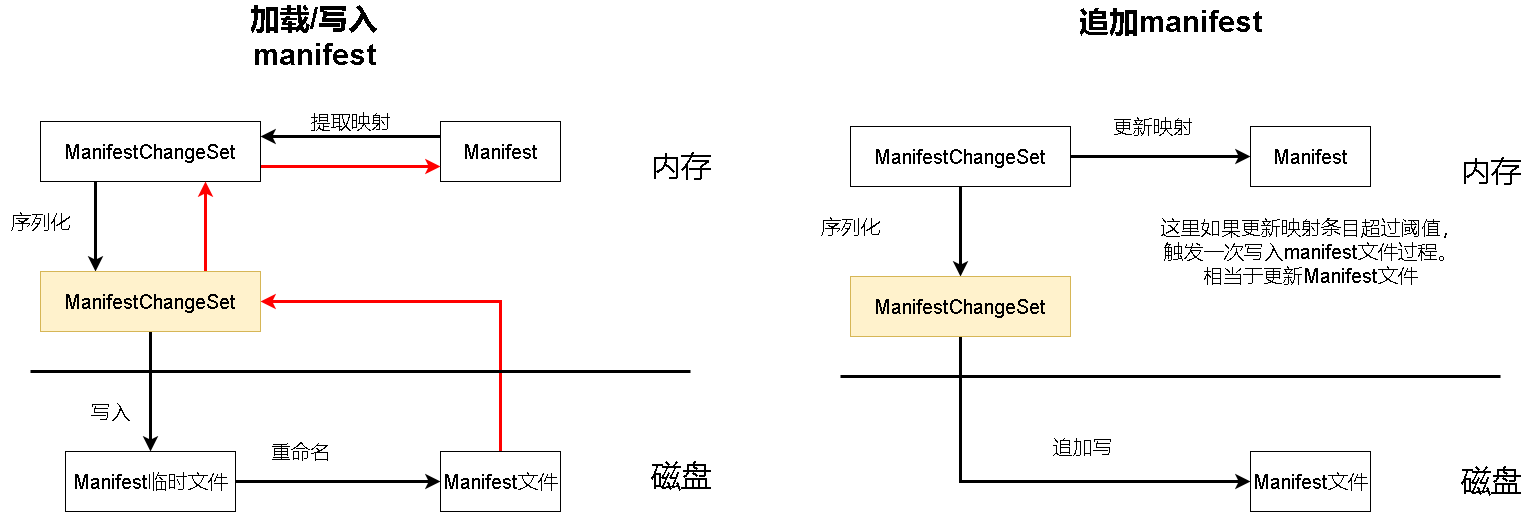 加载/写入
manifest
ManifestChangeSet
提取映射
Manifest
内存
序列化
ManifestChangeSet
写入
Manifest临时文件
重命名
Manifest文件
磁盘
追加manifest
ManifestChangeSet
更新映射
Manifest
内存
序列化
这里如果更新映射条目超过阈值，
触发一次写入manifest文件过程。
相当于更新Manifest文件
ManifestChangeSet
追加写
Manifest文件
磁盘